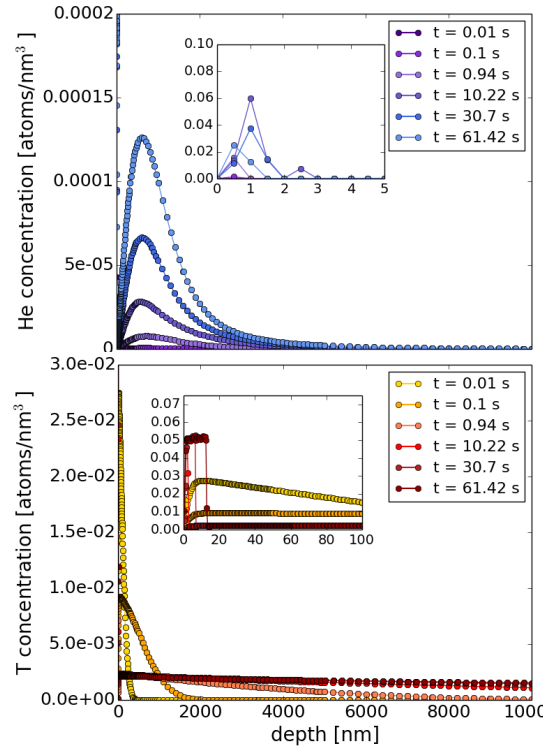 He concentration [atoms/nm³]
0.0002
0.00015
0.0001
5e-05
0
0.10
0.08
0.06
0.04
0.02
0.00
0 1 2 3 4 5
t = 0.01 s
t = 0.1 s
t = 0.94 s
t = 10.22 s
t = 30.7 s
t = 61.42 s
T concentration [atoms/nm³]
3.0e-02
2.5e-02
2.0e-02
1.5e-02
1.0e-02
5.0e-03
0.0e+00
0.07
0.06
0.05
0.04
0.03
0.02
0.01
0.00
0 20 40 60 80 100
t = 0.01 s
t = 0.1 s
t = 0.94 s
t = 10.22 s
t = 30.7 s
t = 61.42 s
0 2000 4000 6000 8000 10000
depth [nm]